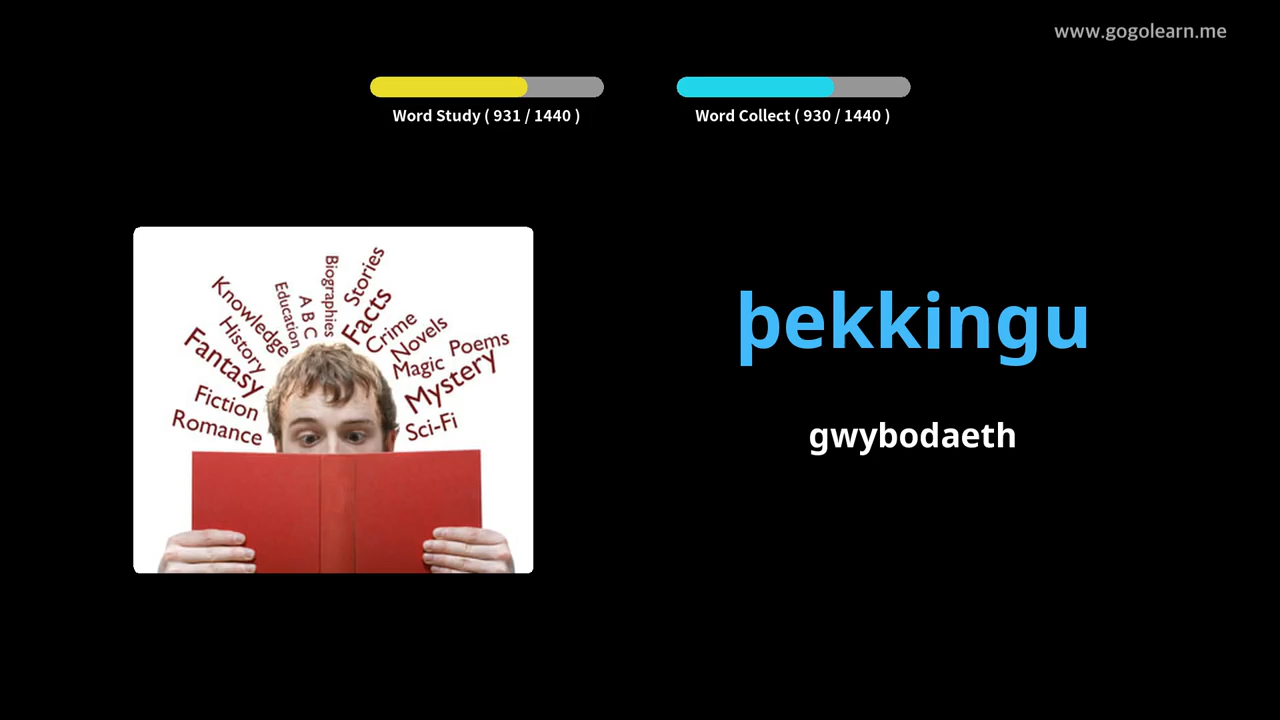 www.gogolearn.me
Word Study ( 931 / 1440 )
Word Collect ( 930 / 1440 )
Biographies
Stories
Knowledge
Education
A B C
Facts
Crime
History
Novels
Poems
Fantasy
Magic
Mystery
Fiction
Romance
Sci-Fi
þekkingu
gwybodaeth